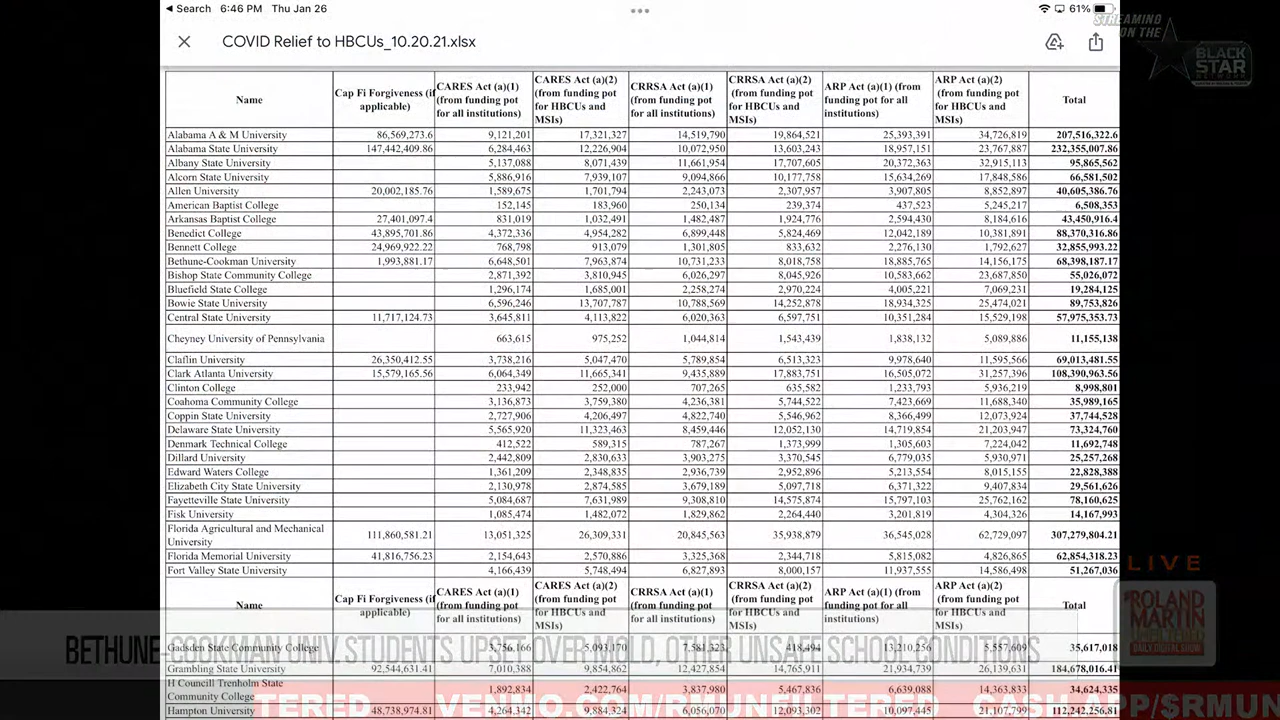 Search 6:46 PM Thu Jan 26 61%
STREAMING ON THE
BLACK STAR NETWORK
COVID Relief to HBCUs_10.20.21.xlsx
Name Cap Fi Forgiveness (if applicable) CARES Act (a)(1) (from funding pot for all institutions) CARES Act (a)(2) (from funding pot for HBCUs and MSIs) CRRSA Act (a)(1) (from funding pot for all institutions) CRRSA Act (a)(2) (from funding pot for HBCUs and MSIs) ARP Act (a)(1) (from funding pot for all institutions) ARP Act (a)(2) (from funding pot for HBCUs and MSIs) Total
Alabama A & M University 86,569,273.6 9,121,201 17,321,327 14,519,790 19,864,521 25,393,391 34,726,819 207,516,322.6
Alabama State University 147,442,409.86 6,284,463 12,226,904 10,072,950 13,603,243 18,957,151 23,767,887 232,355,007.86
Albany State University 5,137,088 8,071,439 11,661,954 17,707,605 20,372,363 32,915,113 95,865,562
Alcorn State University 5,886,916 7,939,107 9,094,866 10,177,758 15,634,269 17,848,586 66,581,502
Allen University 20,002,185.76 1,589,675 1,701,794 2,243,073 2,307,957 3,907,805 8,852,897 40,605,386.76
American Baptist College 152,145 183,960 250,134 239,374 437,523 5,245,217 6,508,353
Arkansas Baptist College 27,401,097.4 831,019 1,032,491 1,482,487 1,924,776 2,594,430 8,184,616 43,450,916.4
Benedict College 43,895,701.86 4,372,336 4,954,282 6,899,448 5,824,469 12,042,189 10,381,891 88,370,316.86
Bennett College 24,969,922.22 768,798 913,079 1,301,805 833,632 2,276,130 1,792,627 32,855,993.22
Bethune-Cookman University 1,993,881.17 6,648,501 7,963,874 10,731,233 8,018,758 18,885,765 14,156,175 68,398,187.17
Bishop State Community College 2,871,392 3,810,945 6,026,297 8,045,926 10,583,662 23,687,850 55,026,072
Bluefield State College 1,296,174 1,685,001 2,258,274 2,970,224 4,005,221 7,069,231 19,284,125
Bowie State University 6,596,246 13,707,787 10,788,569 14,252,878 18,934,325 25,474,021 89,753,826
Central State University 11,717,124.73 3,645,811 4,113,822 6,020,363 6,597,751 10,351,284 15,529,198 57,975,353.73
Cheyney University of Pennsylvania 663,615 975,252 1,044,814 1,543,439 1,838,132 5,089,886 11,155,138
Claflin University 26,350,412.55 3,738,216 5,047,470 5,789,854 6,513,323 9,978,640 11,595,566 69,013,481.55
Clark Atlanta University 15,579,165.56 6,064,349 11,665,341 9,435,889 17,883,751 16,505,072 31,257,396 108,390,963.56
Clinton College 233,942 252,000 707,265 635,582 1,233,793 5,936,219 8,998,801
Coahoma Community College 3,136,873 3,759,380 4,236,381 5,744,522 7,423,669 11,688,340 35,989,165
Coppin State University 2,727,906 4,206,497 4,822,740 5,546,962 8,366,499 12,073,924 37,744,528
Delaware State University 5,565,920 11,323,463 8,459,446 12,052,130 14,719,854 21,203,947 73,324,760
Denmark Technical College 412,522 589,315 787,267 1,373,999 1,305,603 7,224,042 11,692,748
Dillard University 2,442,809 2,830,633 3,903,275 3,370,545 6,779,035 5,930,971 25,257,268
Edward Waters College 1,361,209 2,348,835 2,936,739 2,952,896 5,213,554 8,015,155 22,828,388
Elizabeth City State University 2,130,978 2,874,585 3,679,189 5,097,718 6,371,322 9,407,834 29,561,626
Fayetteville State University 5,084,687 7,631,989 9,308,810 14,575,874 15,797,103 25,762,162 78,160,625
Fisk University 1,085,474 1,482,072 1,829,862 2,264,440 3,201,819 4,304,326 14,167,993
Florida Agricultural and Mechanical University 111,860,581.21 13,051,325 26,309,331 20,845,563 35,938,879 36,545,028 62,729,097 307,279,804.21
Florida Memorial University 41,816,756.23 2,154,643 2,570,886 3,325,368 2,344,718 5,815,082 4,826,865 62,854,318.23
Fort Valley State University 4,166,439 5,748,494 6,827,893 8,000,157 11,937,555 14,586,498 51,267,036
LIVE
Name Cap Fi Forgiveness (if applicable) CARES Act (a)(1) (from funding pot for all institutions) CARES Act (a)(2) (from funding pot for HBCUs and MSIs) CRRSA Act (a)(1) (from funding pot for all institutions) CRRSA Act (a)(2) (from funding pot for HBCUs and MSIs) ARP Act (a)(1) (from funding pot for all institutions) ARP Act (a)(2) (from funding pot for HBCUs and MSIs) Total
ROLAND MARTIN UNFILTERED
DAILY DIGITAL SHOW
Gadsden State Community College 3,756,166 5,093,170 7,581,323 418,494 13,210,256 5,557,609 35,617,018
BETHUNE-COOKMAN UNIV. STUDENTS UPSET OVER MOLD, OTHER UNSAFE SCHOOL CONDITIONS
Grambling State University 92,544,631.41 7,010,388 9,854,862 12,427,854 14,765,911 21,934,739 26,139,631 184,678,016.41
H Councill Trenholm State Community College 1,892,834 2,422,764 3,837,980 5,467,836 6,639,088 14,363,833 34,624,335
Hampton University 48,738,974.81 4,264,342 9,884,324 6,056,070 12,093,302 10,097,445 21,107,799 112,242,256.81
TERED VENMO.COM/RMUNFILTERED CASH APP/$RMUN